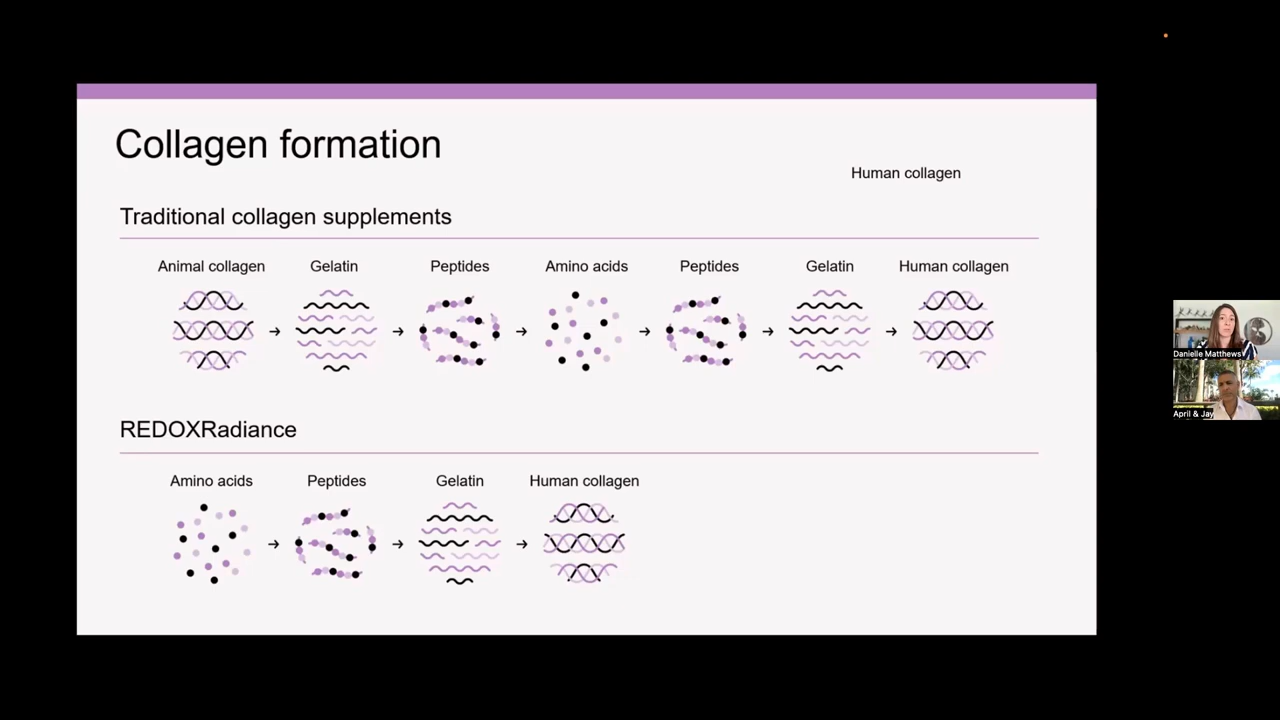 Collagen formation
Human collagen
Traditional collagen supplements
Animal collagen Gelatin Peptides Amino acids Peptides Gelatin Human collagen
REDOXRadiance
Amino acids Peptides Gelatin Human collagen
Danielle Matthews
April & Jay